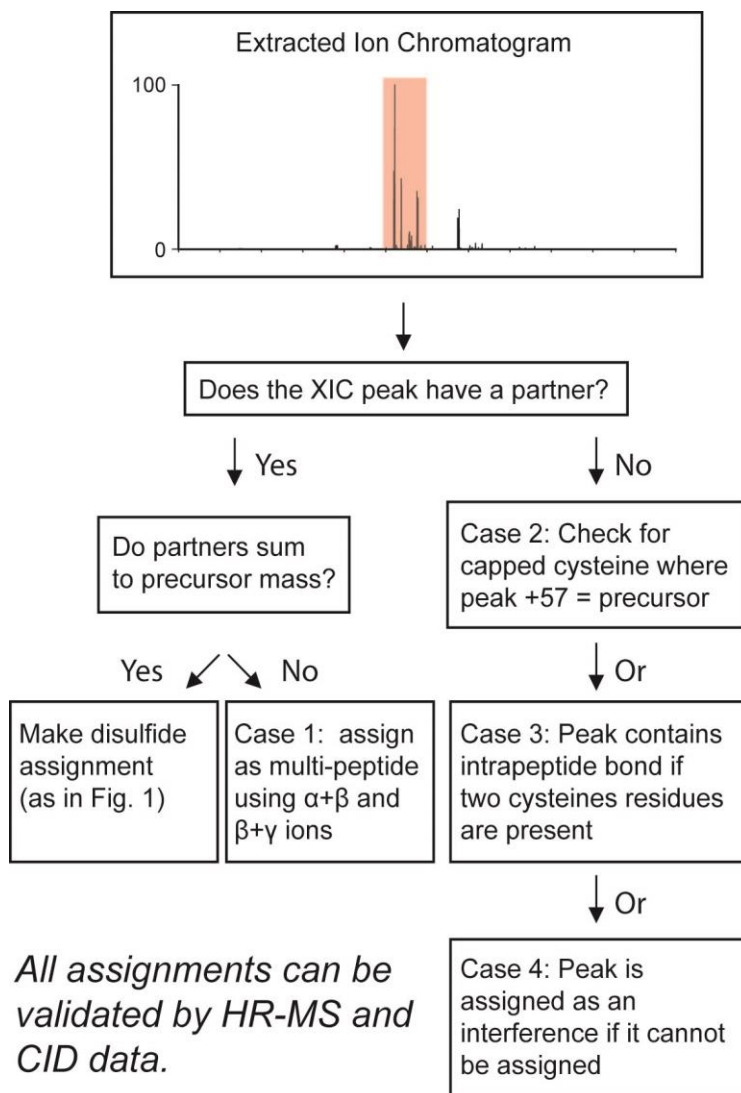 Extracted Ion Chromatogram
100
0
Does the XIC peak have a partner?
Yes
No
Do partners sum
to precursor mass?
Case 2: Check for
capped cysteine where
peak +57 = precursor
Yes
No
Or
Make disulfide
assignment
(as in Fig. 1)
Case 1:  assign
as multi-peptide
using α+β and
β+γ ions
Case 3: Peak contains
intrapeptide bond if
two cysteines residues
are present
Or
All assignments can be
validated by HR-MS and
CID data.
Case 4: Peak is
assigned as an
interference if it cannot
be assigned